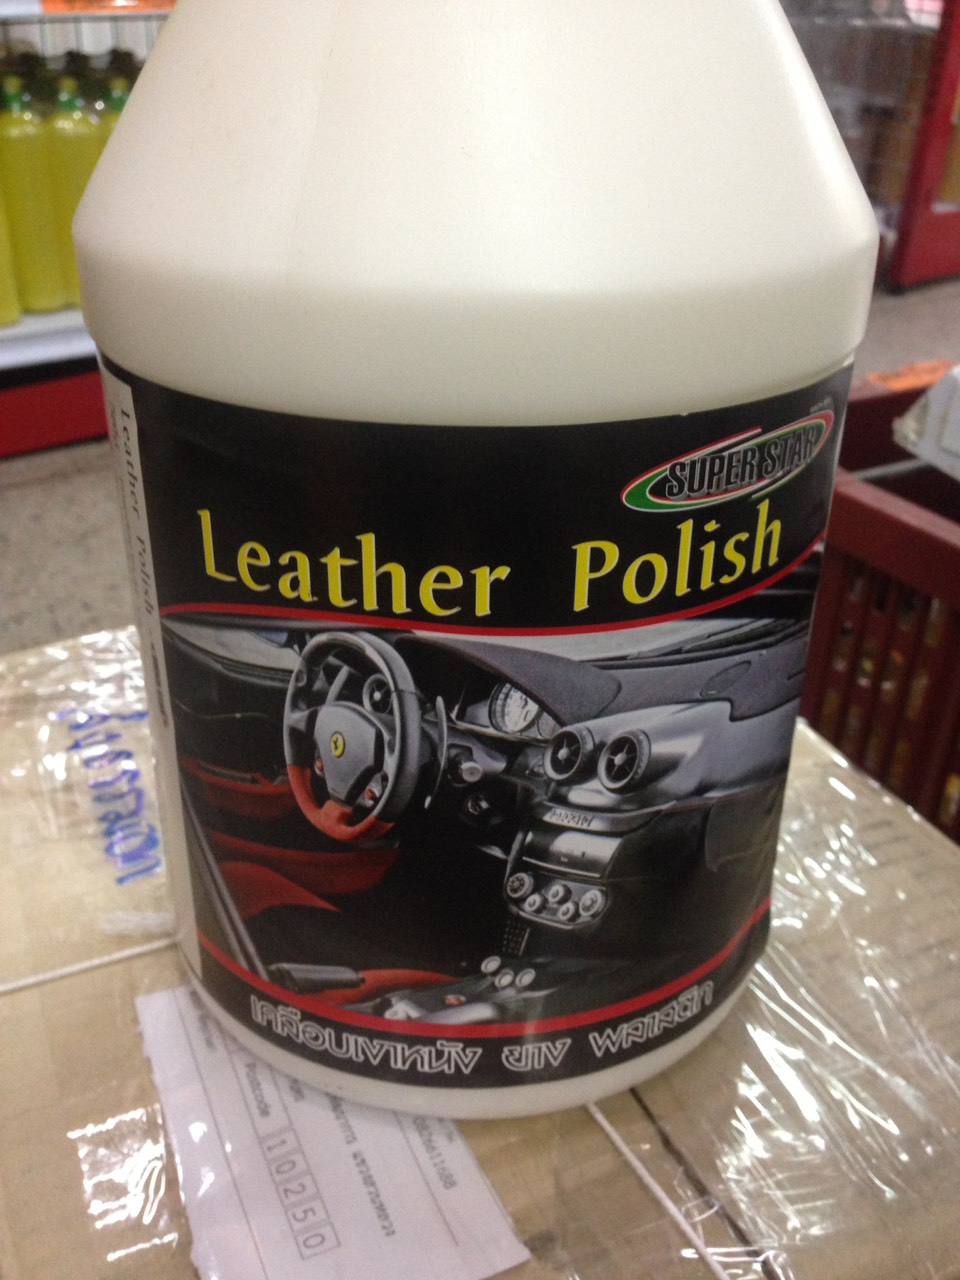 SUPER STAR
Leather Polish
เคลือบเงาหนัง ยาง พลาสติก
Leather Polish
Postcode 10250